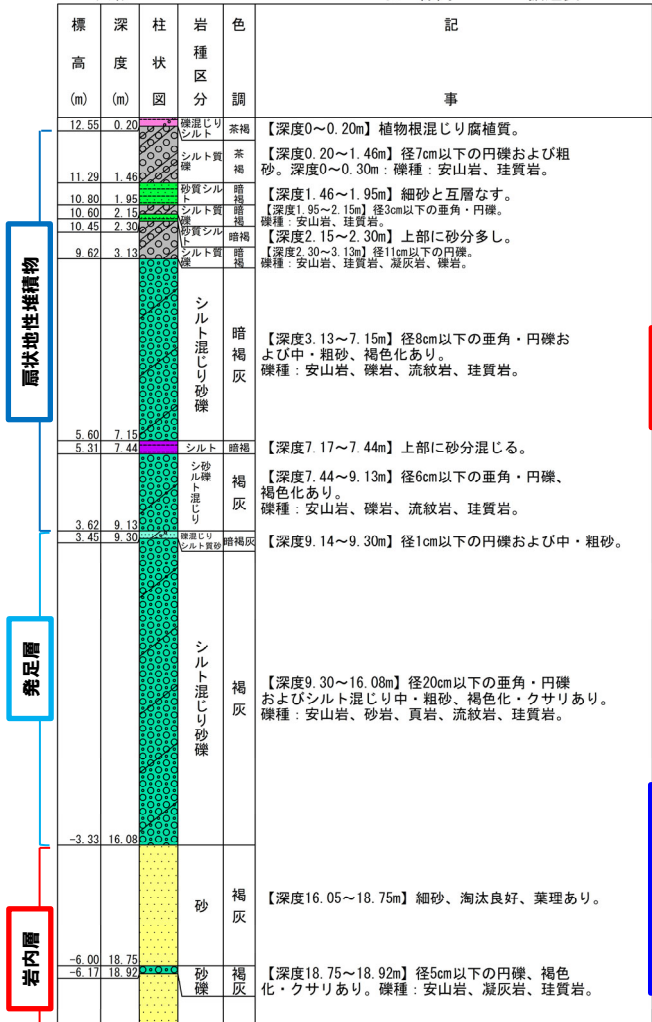 標高(m) 深度(m) 柱状図 岩種区分 色調 記事
12.55 0.20 礫混じりシルト 茶褐 【深度0～0.20m】植物根混じり腐植質。
11.29 1.46 シルト質礫 茶褐 【深度0.20～1.46m】径7cm以下の円礫および粗
砂。深度0～0.30m：礫種：安山岩、珪質岩。
10.80 1.95 砂質シルト 暗褐 【深度1.46～1.95m】細砂と互層なす。
10.60 2.15 シルト質礫 暗褐 【深度1.95～2.15m】径3cm以下の亜角・円礫。
礫種：安山岩、珪質岩。
10.45 2.30 砂質シルト 暗褐 【深度2.15～2.30m】上部に砂分多し。
9.62 3.13 シルト質礫 暗褐 【深度2.30～3.13m】径11cm以下の円礫。
礫種：安山岩、珪質岩、凝灰岩、礫岩。
扇状地性堆積物
5.60 7.15 シルト混じり砂礫 暗褐灰 【深度3.13～7.15m】径8cm以下の亜角・円礫お
よび中・粗砂、褐色化あり。
礫種：安山岩、礫岩、流紋岩、珪質岩。
5.31 7.44 シルト 暗褐 【深度7.17～7.44m】上部に砂分混じる。
3.62 9.13 シルト混じり砂礫 褐灰 【深度7.44～9.13m】径6cm以下の亜角・円礫、
褐色化あり。
礫種：安山岩、礫岩、流紋岩、珪質岩。
3.45 9.30 礫混じりシルト質砂 暗褐灰 【深度9.14～9.30m】径1cm以下の円礫および中・粗砂。
発足層
-3.33 16.08 シルト混じり砂礫 褐灰 【深度9.30～16.08m】径20cm以下の亜角・円礫
およびシルト混じり中・粗砂、褐色化・クサリあり。
礫種：安山岩、砂岩、頁岩、流紋岩、珪質岩。
岩内層
-6.00 18.75 砂 褐灰 【深度16.05～18.75m】細砂、淘汰良好、葉理あり。
-6.17 18.92 砂礫 褐灰 【深度18.75～18.92m】径5cm以下の円礫、褐色
化・クサリあり。礫種：安山岩、凝灰岩、珪質岩。